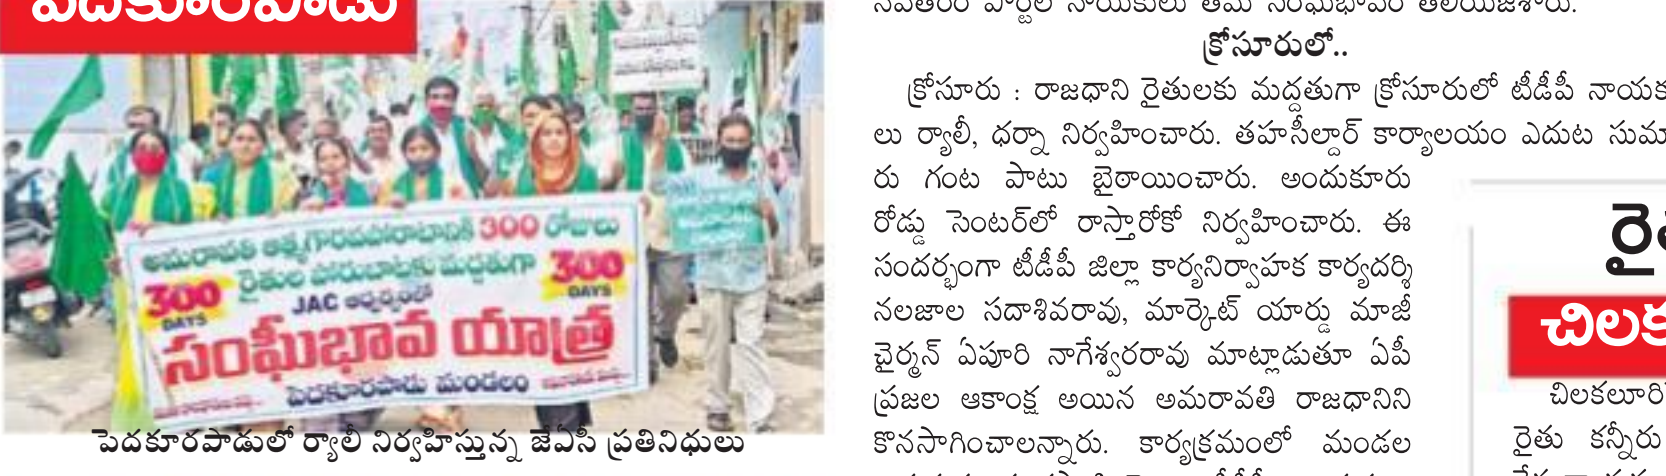 పెదకూరపాడు
అమరావతి ఆత్మగౌరవపోరాటానికి 300 రోజులు
రైతుల పోరుబాటకు మద్దతుగా
300 DAYS
JAC ఆధ్వర్యంలో
300 DAYS
సంఘీభావ యాత్ర
పెదకూరపాడు మండలం
పెదకూరపాడులో ర్యాలీ నిర్వహిస్తున్న జేఏసీ ప్రతినిధులు
క్రోసూరులో..
క్రోసూరు : రాజధాని రైతులకు మద్దతుగా క్రోసూరులో టీడీపీ నాయక
లు ర్యాలీ, ధర్నా నిర్వహించారు. తహసీల్దార్ కార్యాలయం ఎదుట సుమా
రు గంట పాటు బైఠాయించారు. అందుకూరు
రోడ్డు సెంటర్‌లో రాస్తారోకో నిర్వహించారు. ఈ
సందర్భంగా టీడీపీ జిల్లా కార్యనిర్వాహక కార్యదర్శి
నలజాల సదాశివరావు, మార్కెట్ యార్డు మాజీ
చైర్మన్ ఏపూరి నాగేశ్వరరావు మాట్లాడుతూ ఏపీ
ప్రజల ఆకాంక్ష అయిన అమరావతి రాజధానిని
కొనసాగించాలన్నారు. కార్యక్రమంలో మండల
చిలక
చిలకలూరి
రైతు కన్నీరు